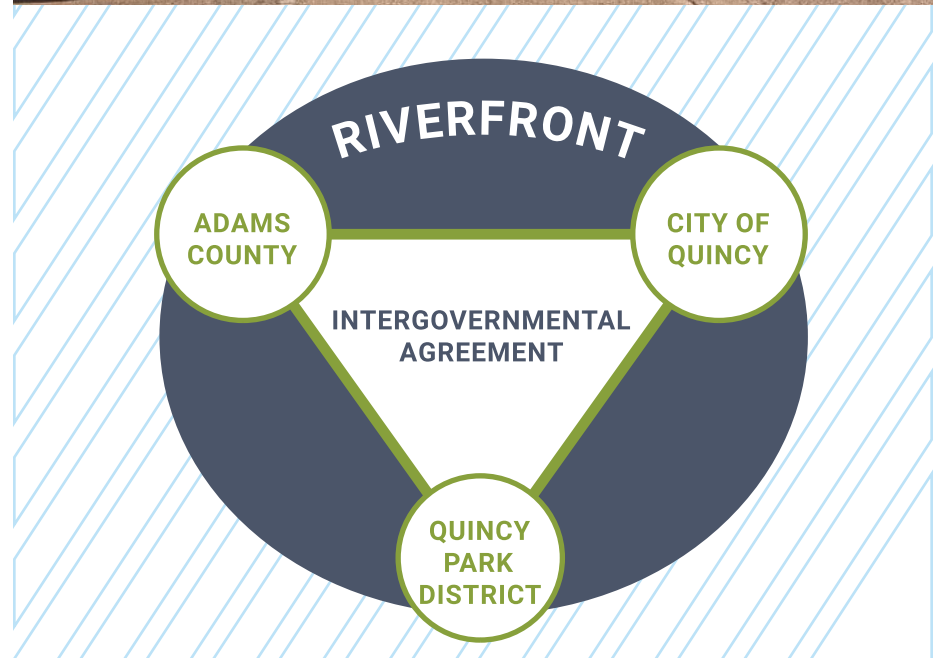 RIVERFRONT
ADAMS
COUNTY
CITY OF
QUINCY
INTERGOVERNMENTAL
AGREEMENT
QUINCY
PARK
DISTRICT